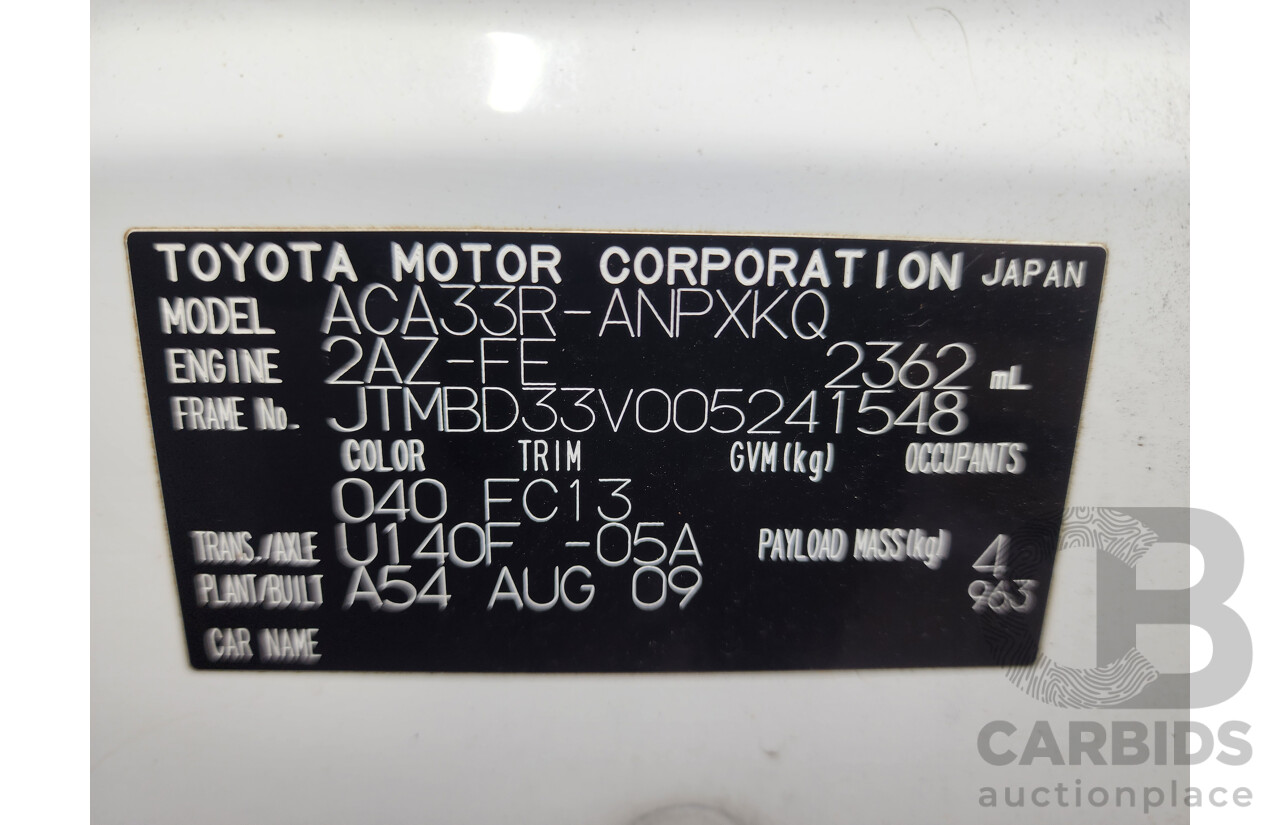 TOYOTA MOTOR CORPORATION JAPAN
MODEL ACA33R-ANPXKQ
ENGINE 2AZ-FE 2362 mL
FRAME No. JTMBD33V005241548
COLOR TRIM GVM(kg) OCCUPANTS
040 FC13
TRANS./AXLE U140F -05A PAYLOAD MASS(kg) 4
PLANT/BUILT A54 AUG 09 963
CAR NAME
CARBIDS
auctionplace